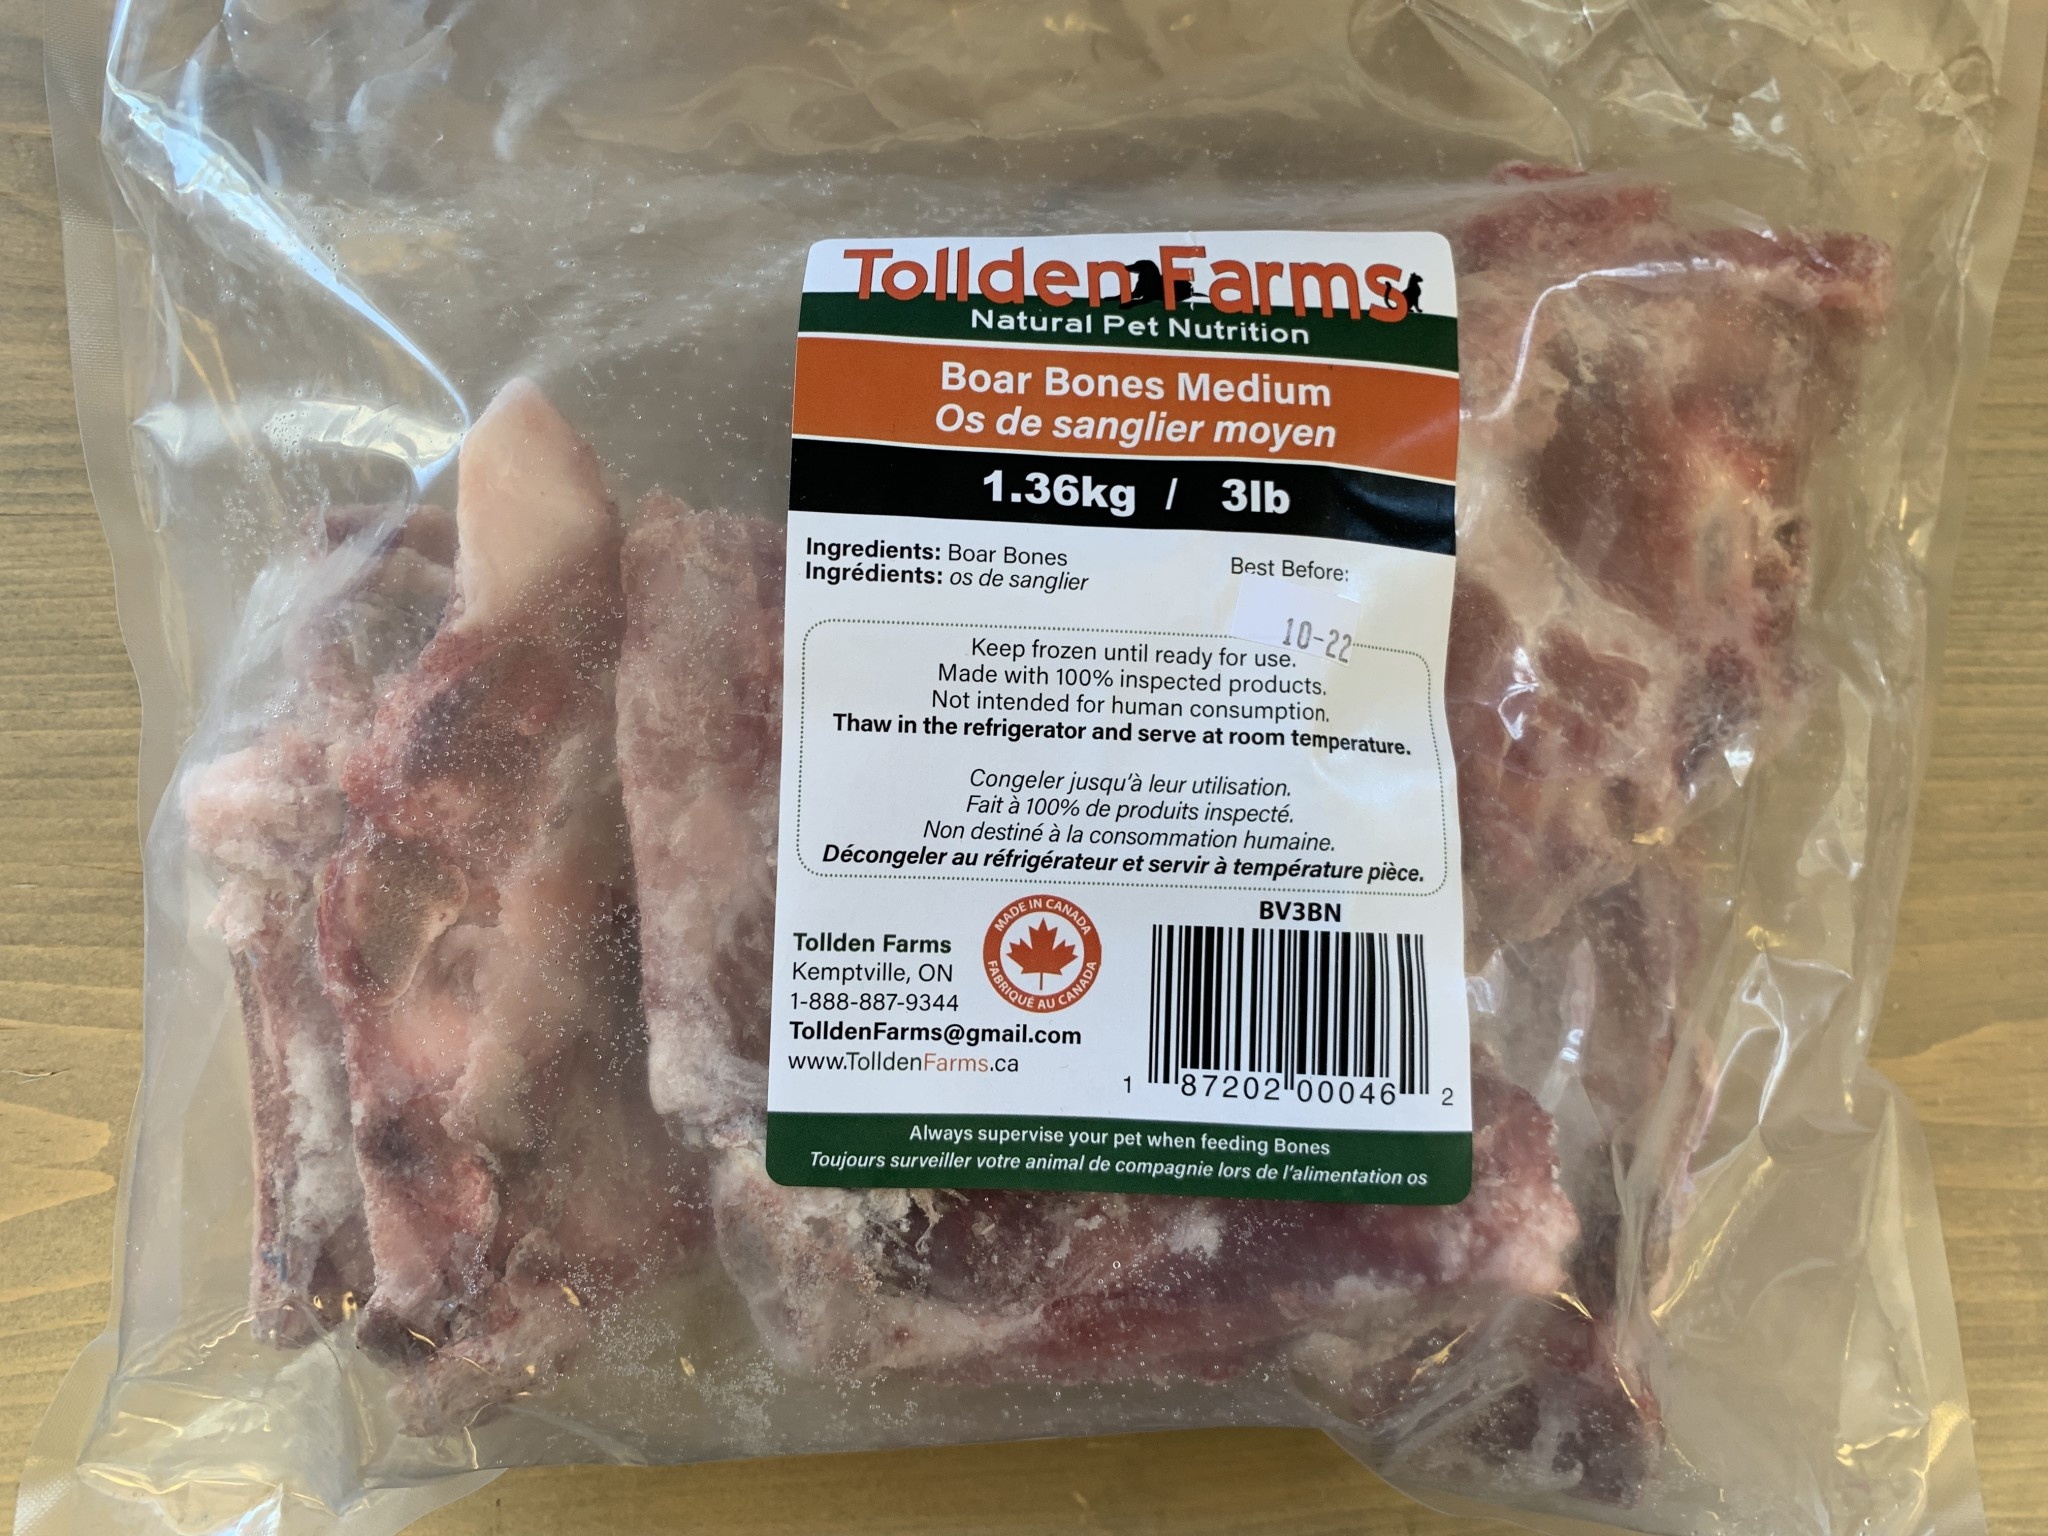 Tollden Farms
Natural Pet Nutrition
Boar Bones Medium
Os de sanglier moyen
1.36kg / 3lb
Ingredients: Boar Bones
Ingrédients: os de sanglier
Best Before:
10-22
Keep frozen until ready for use.
Made with 100% inspected products.
Not intended for human consumption.
Thaw in the refrigerator and serve at room temperature.
Congeler jusqu'à leur utilisation.
Fait à 100% de produits inspecté.
Non destiné à la consommation humaine.
Décongeler au réfrigérateur et servir à température pièce.
Tollden Farms
Kemptville, ON
1-888-887-9344
TolldenFarms@gmail.com
www.TolldenFarms.ca
MADE IN CANADA
FABRIQUÉ AU CANADA
BV3BN
1 87202 00046 2
Always supervise your pet when feeding Bones
Toujours surveiller votre animal de compagnie lors de l'alimentation os